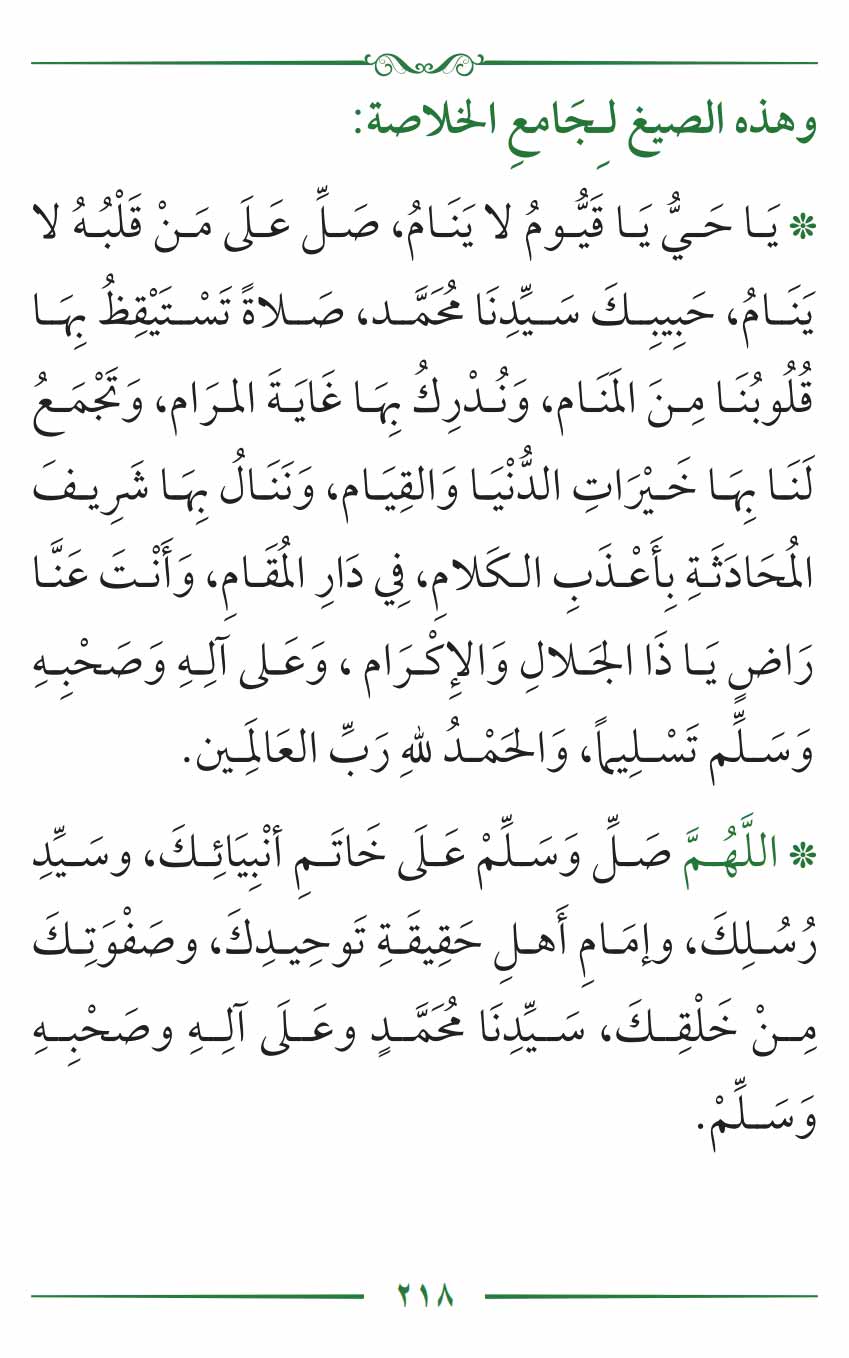 وهذه الصيغ لِـجَامعِ الخلاصة:
❊ يَا حَيُّ يَا قَيُّومُ لا يَنَامُ، صَلِّ عَلَى مَنْ قَلْبُهُ لا
يَنَامُ، حَبِيبِكَ سَيِّدِنَا مُحَمَّد، صَلاةً تَسْتَيْقِظُ بِهَا
قُلُوبُنَا مِنَ المَنَام، وَنُدْرِكُ بِهَا غَايَةَ المرَام، وَتَجْمَعُ
لَنَا بِهَا خَيْرَاتِ الدُّنْيَا وَالقِيَام، وَنَنَالُ بِهَا شَرِيفَ
المُحَادَثَةِ بِأَعْذَبِ الكَلامِ، فِي دَارِ المُقَامِ، وَأَنْتَ عَنَّا
رَاضٍ يَا ذَا الجَلالِ وَالإِكْرَام ، وَعَلى آلِهِ وَصَحْبِهِ
وَسَلِّم تَسْلِيماً، وَالحَمْدُ للهِ رَبِّ العَالَمِين.
❊ اللَّهُمَّ صَلِّ وَسَلِّمْ عَلَى خَاتَمِ أنْبِيَائِكَ، وسَيِّدِ
رُسُلِكَ، وإمَامِ أَهلِ حَقِيقَةِ تَوحِيدِكَ، وصَفْوَتِكَ
مِنْ خَلْقِكَ، سَيِّدِنَا مُحَمَّدٍ وعَلَى آلِهِ وصَحْبِهِ
وَسَلِّمْ.
٢١٨